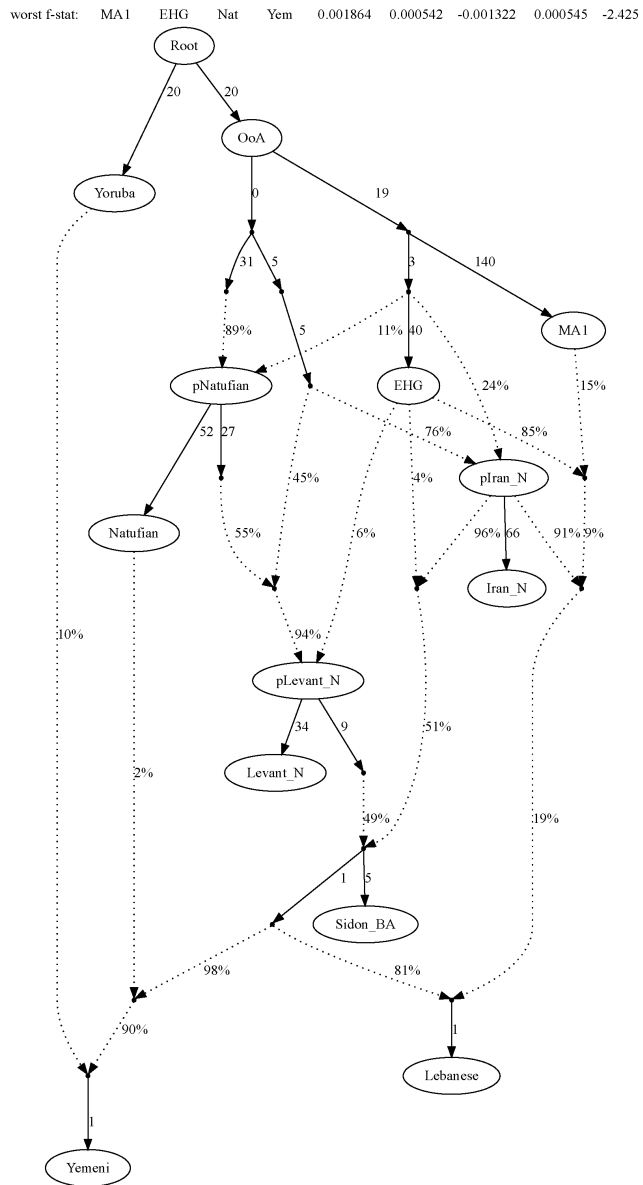 worst f-stat: MA1 EHG Nat Yem 0.001864 0.000542 -0.001322 0.000545 -2.425
Root
20 20
OoA
0 19
Yoruba
31 5 3 140
MA1
89% 5 11% 40 24% 15%
pNatufian EHG
52 27 76% 85%
45% 4% pIran_N
Natufian 55% 6% 96% 66 91% 9%
Iran_N
10% 94%
pLevant_N
34 9 51%
2% Levant_N
49% 19%
1 5
Sidon_BA
98% 81%
90% 1
Lebanese
1
Yemeni